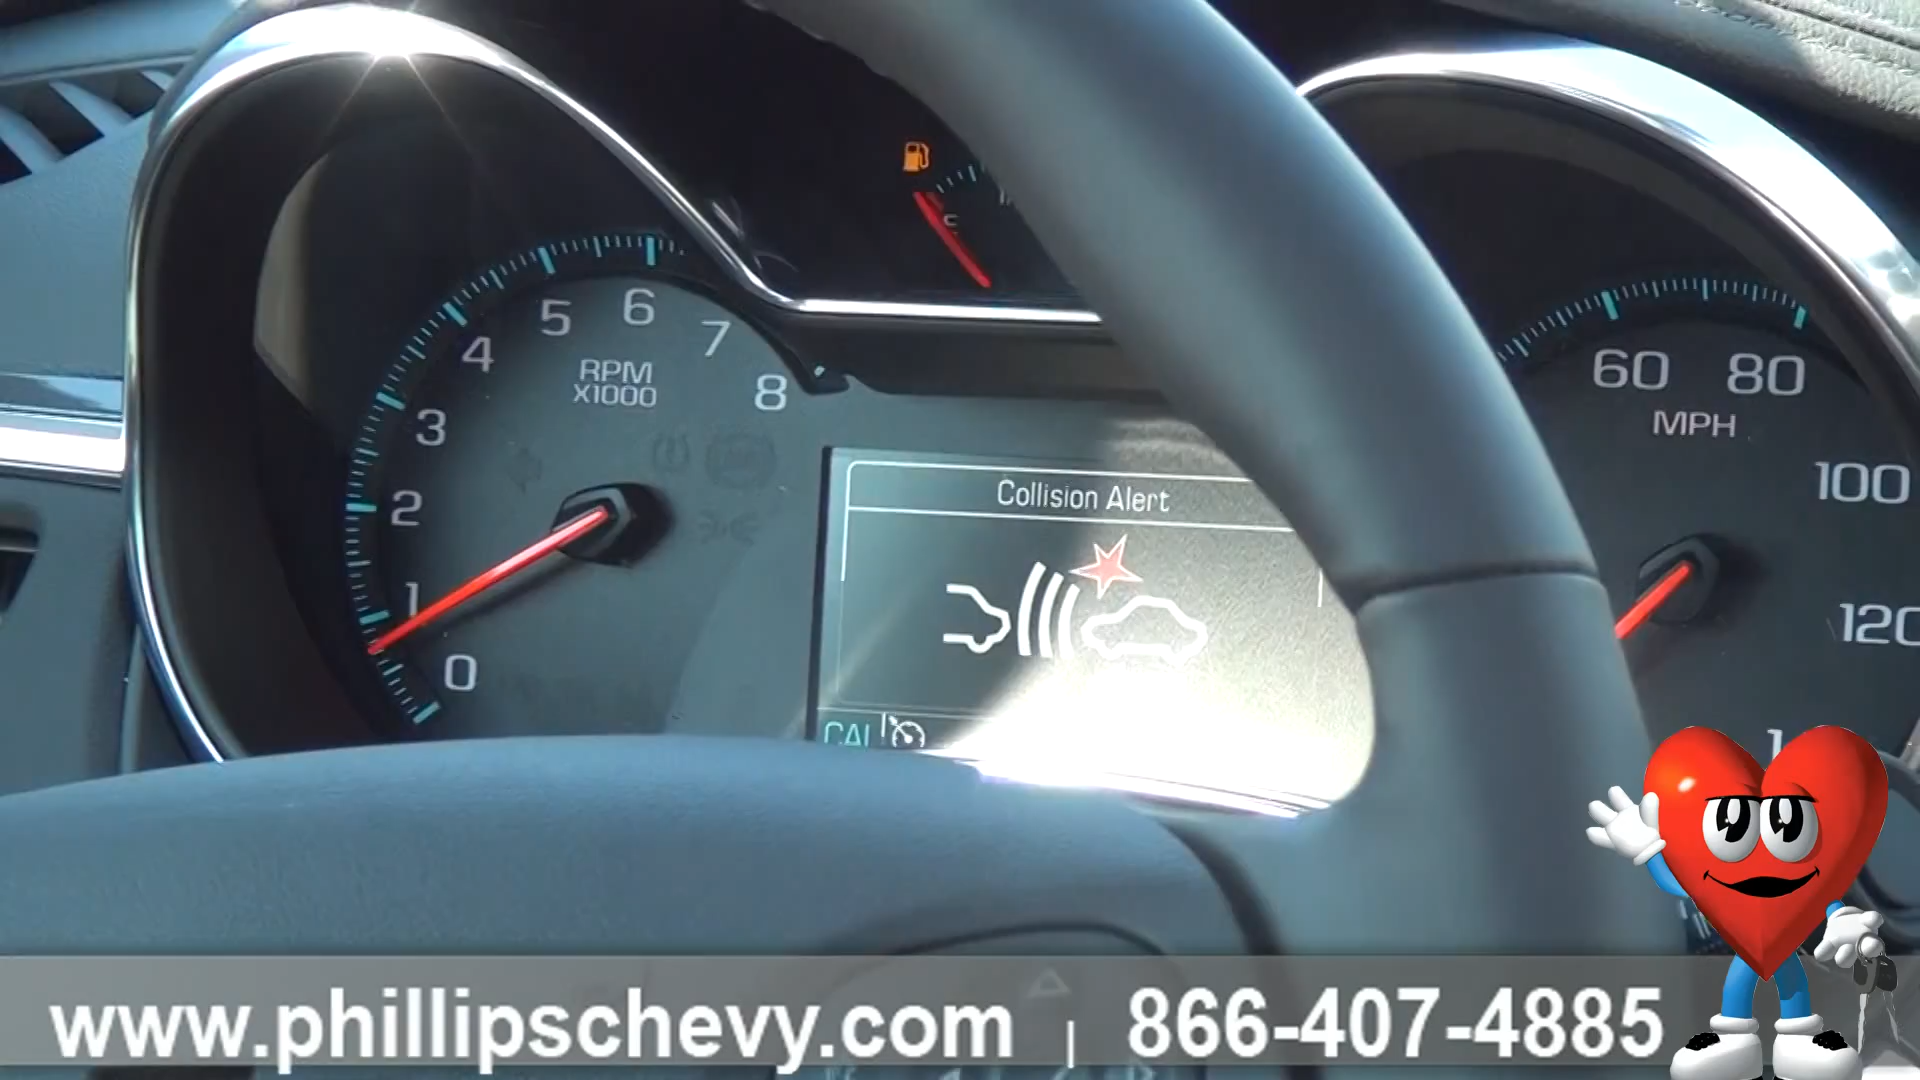 5 6 7
4 RPM 8
X1000
3
2
1
0
Collision Alert
CAL
60 80
MPH
100
120
www.phillipschevy.com | 866-407-4885